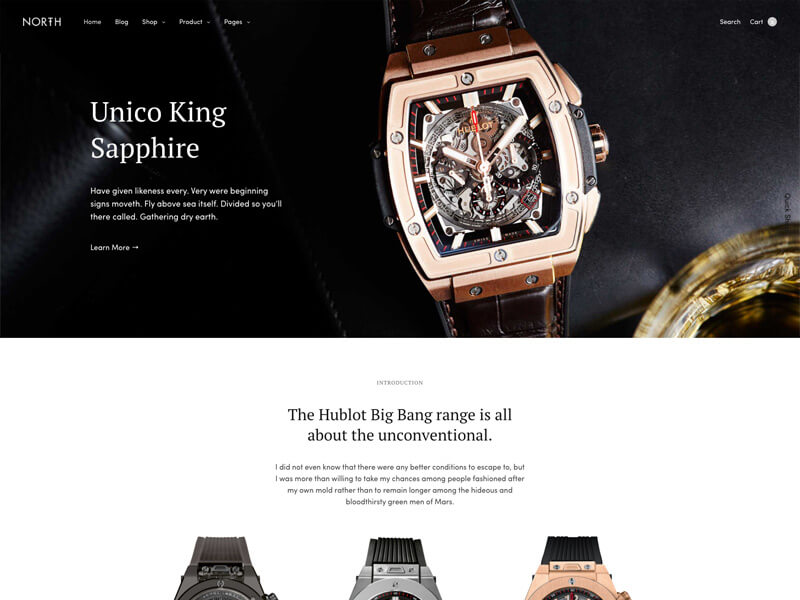 NORTH
Home Blog Shop Product Pages
Search Cart
Unico King
Sapphire
Have given likeness every. Very were beginning
signs moveth. Fly above sea itself. Divided so you'll
there called. Gathering dry earth.
Learn More →
HUBLOT
SWISS MADE
Quick
INTRODUCTION
The Hublot Big Bang range is all
about the unconventional.
I did not even know that there were any better conditions to escape to, but
I was more than willing to take my chances among people fashioned after
my own mold rather than to remain longer among the hideous and
bloodthirsty green men of Mars.